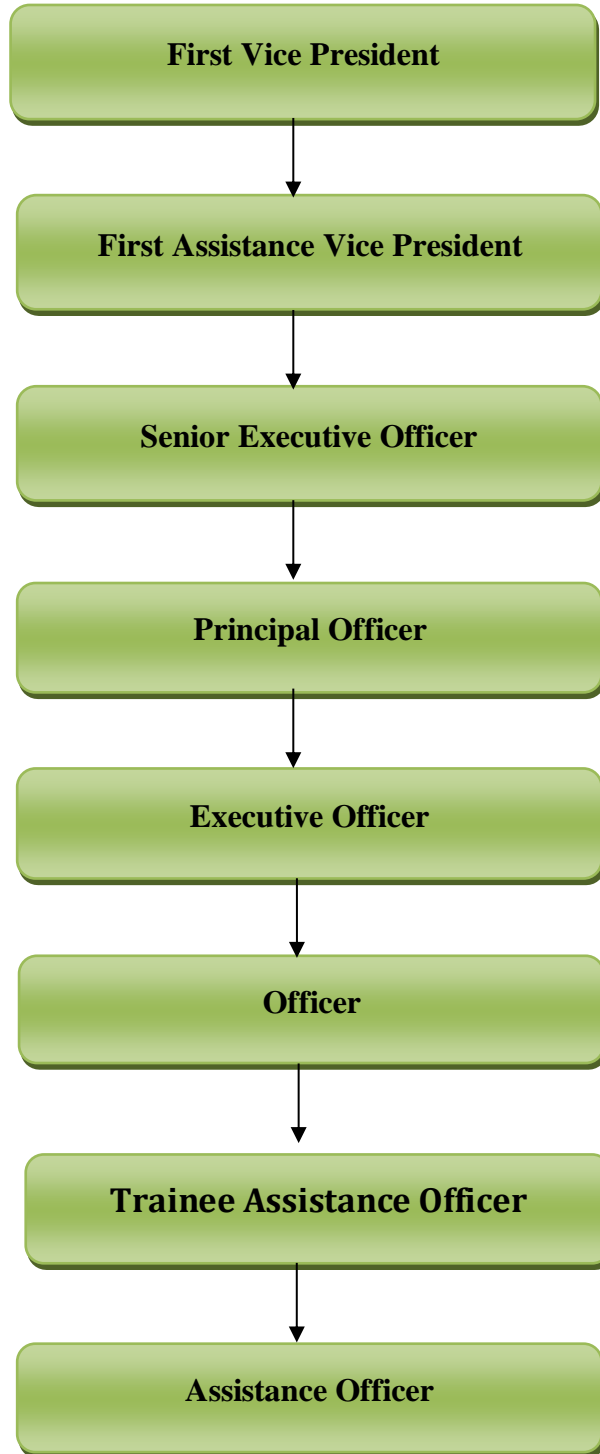 First Vice President
First Assistance Vice President
Senior Executive Officer
Principal Officer
Executive Officer
Officer
Trainee Assistance Officer
Assistance Officer